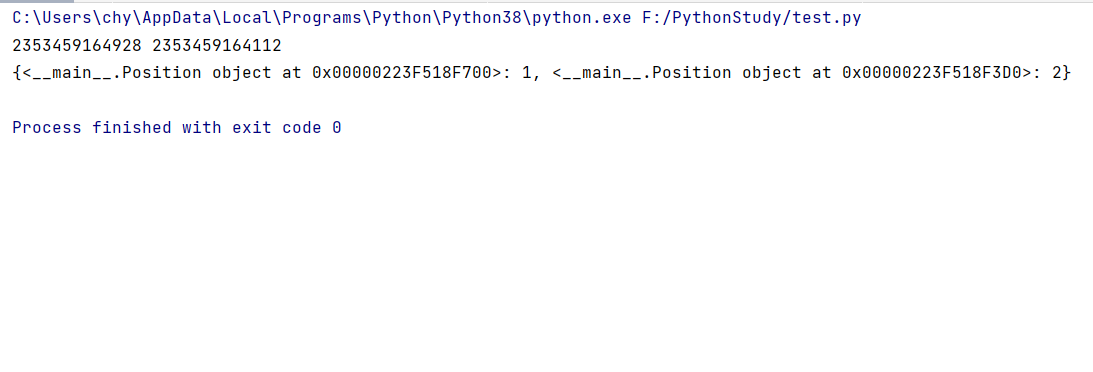 C:\Users\chy\AppData\Local\Programs\Python\Python38\python.exe F:/PythonStudy/test.py
2353459164928 2353459164112
{<__main__.Position object at 0x00000223F518F700>: 1, <__main__.Position object at 0x00000223F518F3D0>: 2}
Process finished with exit code 0